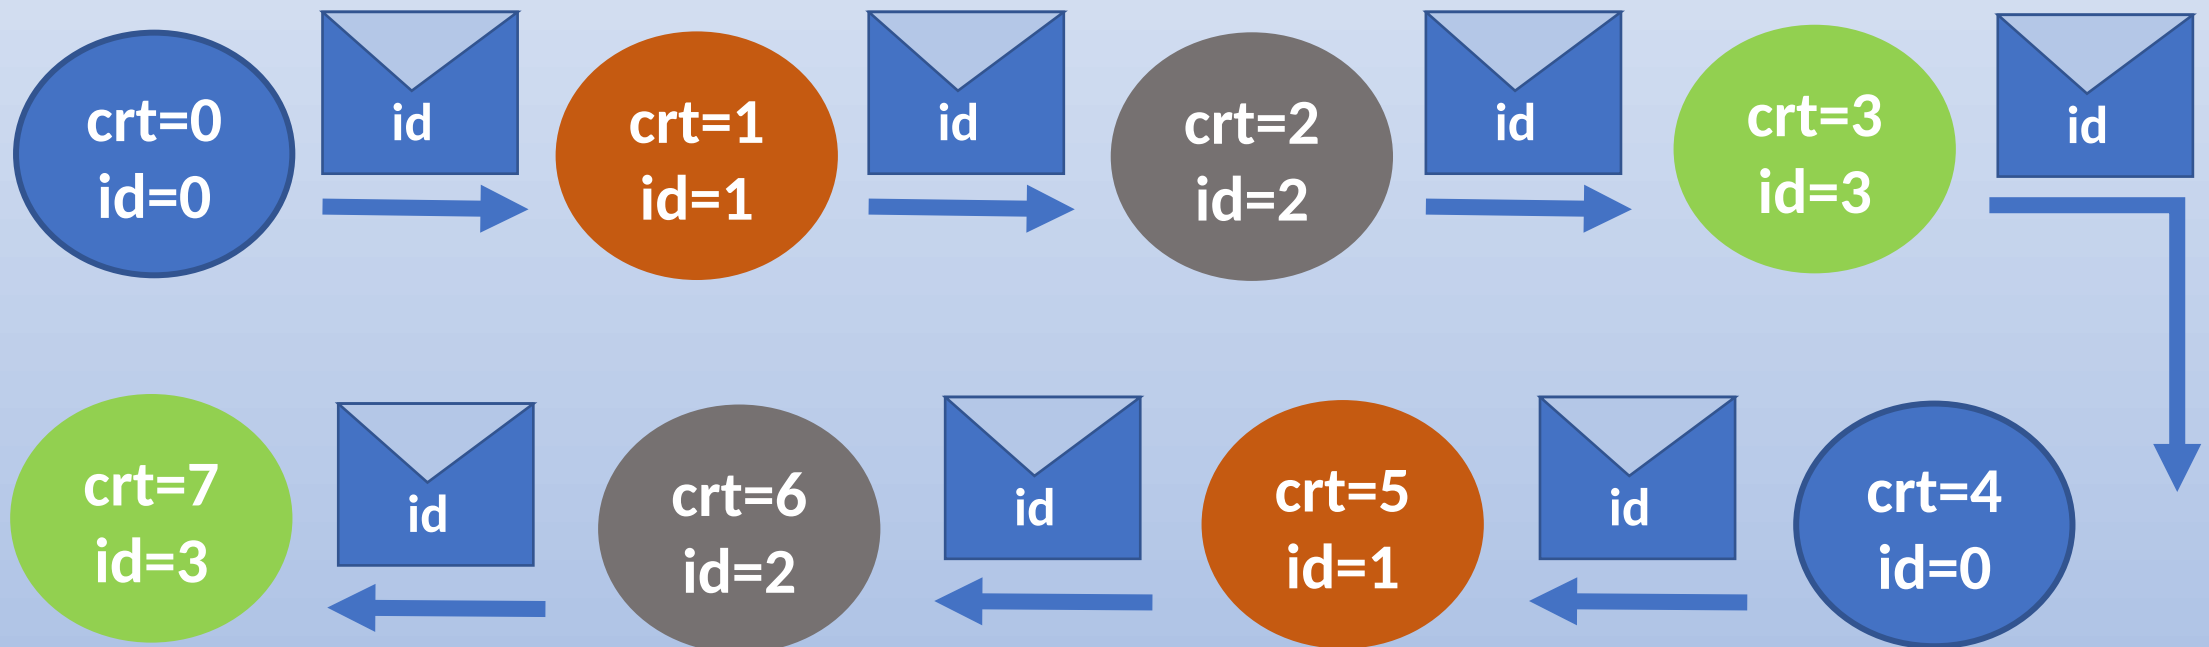 crt=0
id=0
id
crt=1
id=1
id
crt=2
id=2
id
crt=3
id=3
id
crt=7
id=3
id
crt=6
id=2
id
crt=5
id=1
id
crt=4
id=0